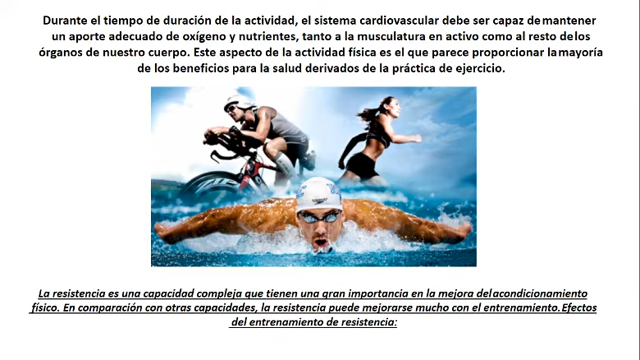 Durante el tiempo de duración de la actividad, el sistema cardiovascular debe ser capaz de mantener
un aporte adecuado de oxígeno y nutrientes, tanto a la musculatura en activo como al resto de los
órganos de nuestro cuerpo. Este aspecto de la actividad física es el que parece proporcionar la mayoría
de los beneficios para la salud derivados de la práctica de ejercicio.
speedo
La resistencia es una capacidad compleja que tienen una gran importancia en la mejora del acondicionamiento
físico. En comparación con otras capacidades, la resistencia puede mejorarse mucho con el entrenamiento. Efectos
del entrenamiento de resistencia: